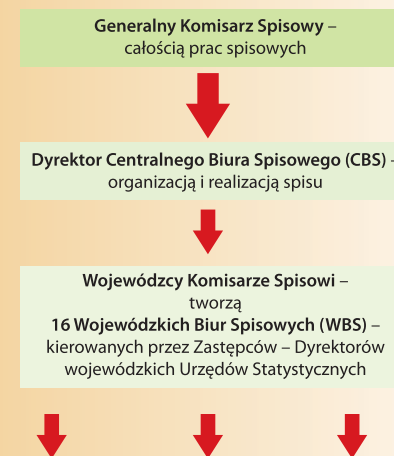 Generalny Komisarz Spisowy –
całością prac spisowych
Dyrektor Centralnego Biura Spisowego (CBS) –
organizacją i realizacją spisu
Wojewódzcy Komisarze Spisowi –
tworzą
16 Wojewódzkich Biur Spisowych (WBS) –
kierowanych przez Zastępców – Dyrektorów
wojewódzkich Urzędów Statystycznych